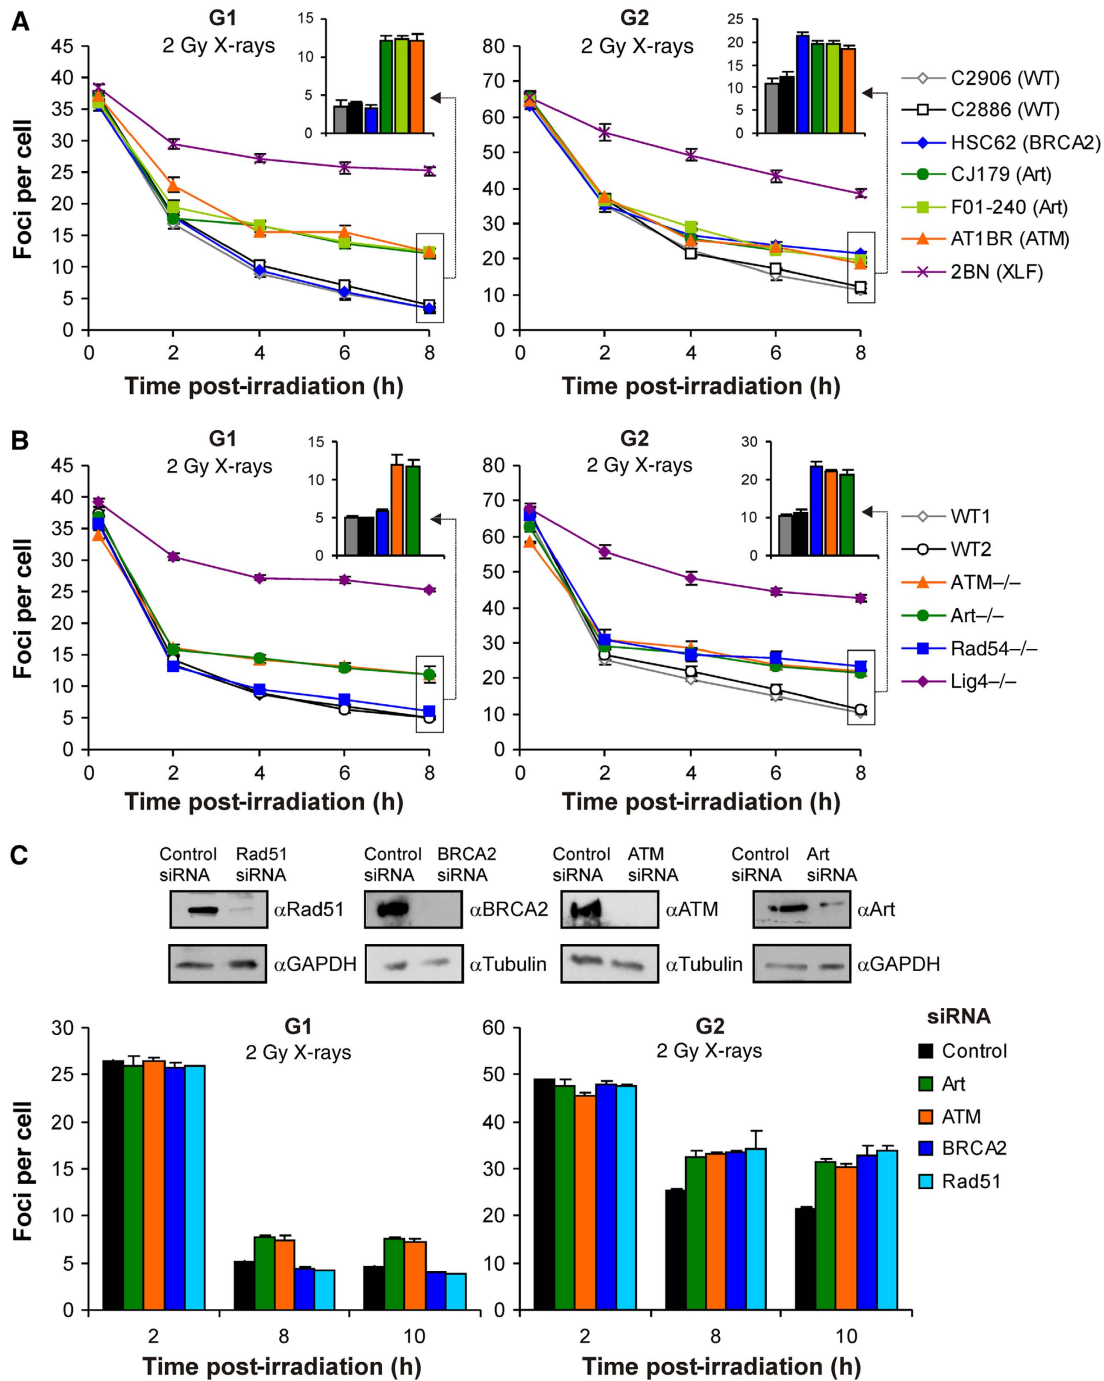 A
G1
2 Gy X-rays
15
10
5
0
45
40
35
30
25
20
15
10
5
0
Foci per cell
0 2 4 6 8
Time post-irradiation (h)
G2
2 Gy X-rays
25
20
15
10
5
0
80
70
60
50
40
30
20
10
0
0 2 4 6 8
Time post-irradiation (h)
C2906 (WT)
C2886 (WT)
HSC62 (BRCA2)
CJ179 (Art)
F01-240 (Art)
AT1BR (ATM)
2BN (XLF)
B
G1
2 Gy X-rays
15
10
5
0
45
40
35
30
25
20
15
10
5
0
Foci per cell
0 2 4 6 8
Time post-irradiation (h)
G2
2 Gy X-rays
30
20
10
0
80
70
60
50
40
30
20
10
0
0 2 4 6 8
Time post-irradiation (h)
WT1
WT2
ATM–/–
Art–/–
Rad54–/–
Lig4–/–
C
Control siRNA
Rad51 siRNA
αRad51
αGAPDH
Control siRNA
BRCA2 siRNA
αBRCA2
αTubulin
Control siRNA
ATM siRNA
αATM
αTubulin
Control siRNA
Art siRNA
αArt
αGAPDH
G1
2 Gy X-rays
30
25
20
15
10
5
0
Foci per cell
2 8 10
Time post-irradiation (h)
G2
2 Gy X-rays
60
50
40
30
20
10
0
2 8 10
Time post-irradiation (h)
siRNA
Control
Art
ATM
BRCA2
Rad51